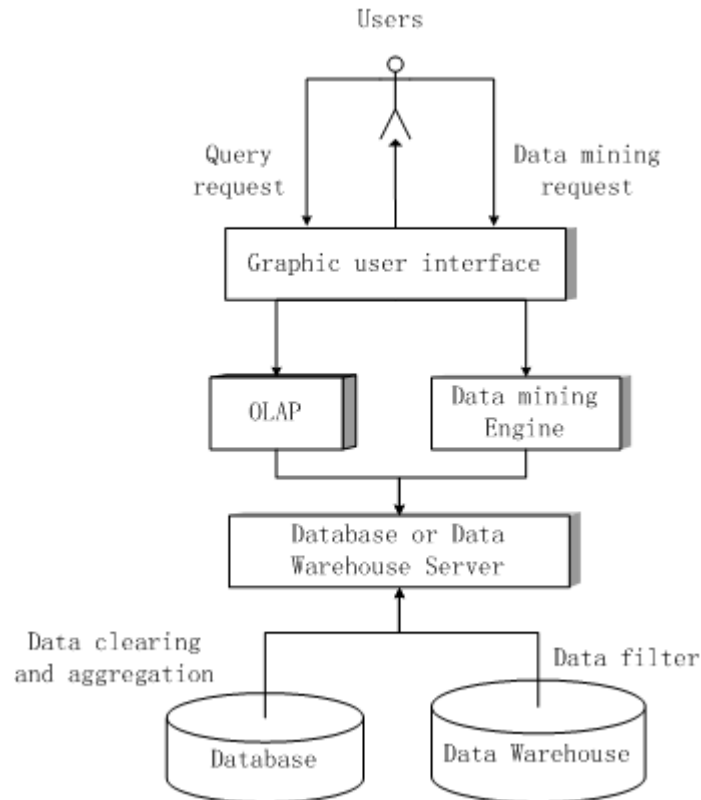 Users
Query
request
Data mining
request
Graphic user interface
OLAP
Data mining
Engine
Database or Data
Warehouse Server
Data clearing
and aggregation
Data filter
Database
Data Warehouse